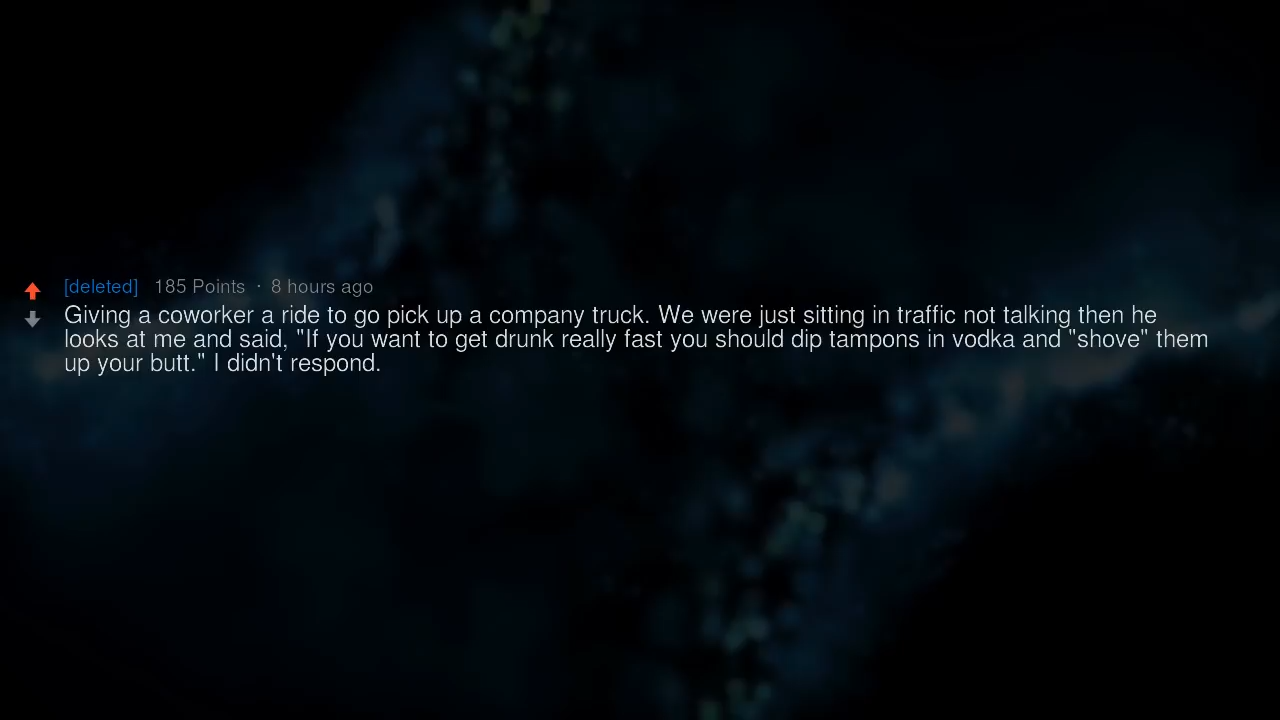 [deleted] 185 Points · 8 hours ago
Giving a coworker a ride to go pick up a company truck. We were just sitting in traffic not talking then he
looks at me and said, "If you want to get drunk really fast you should dip tampons in vodka and "shove" them
up your butt." I didn't respond.